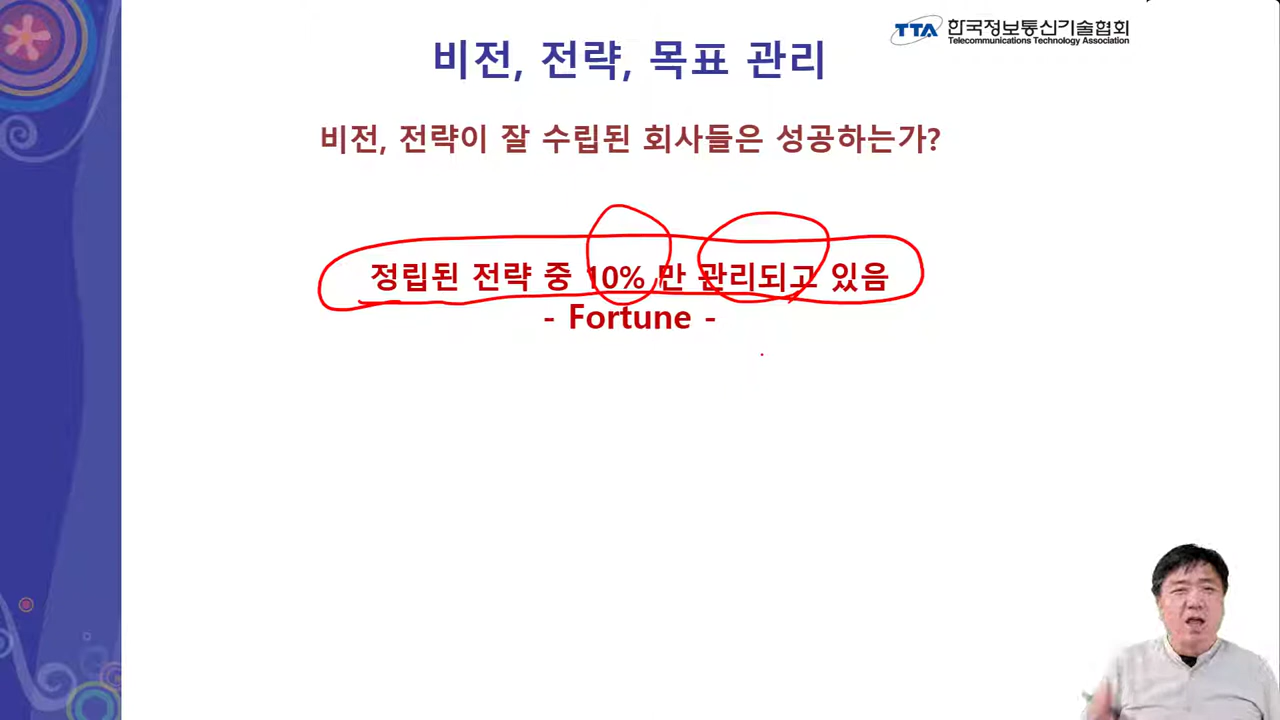 TTA 한국정보통신기술협회
Telecommunications Technology Association
비전, 전략, 목표 관리
비전, 전략이 잘 수립된 회사들은 성공하는가?
정립된 전략 중 10% 만 관리되고 있음
- Fortune -